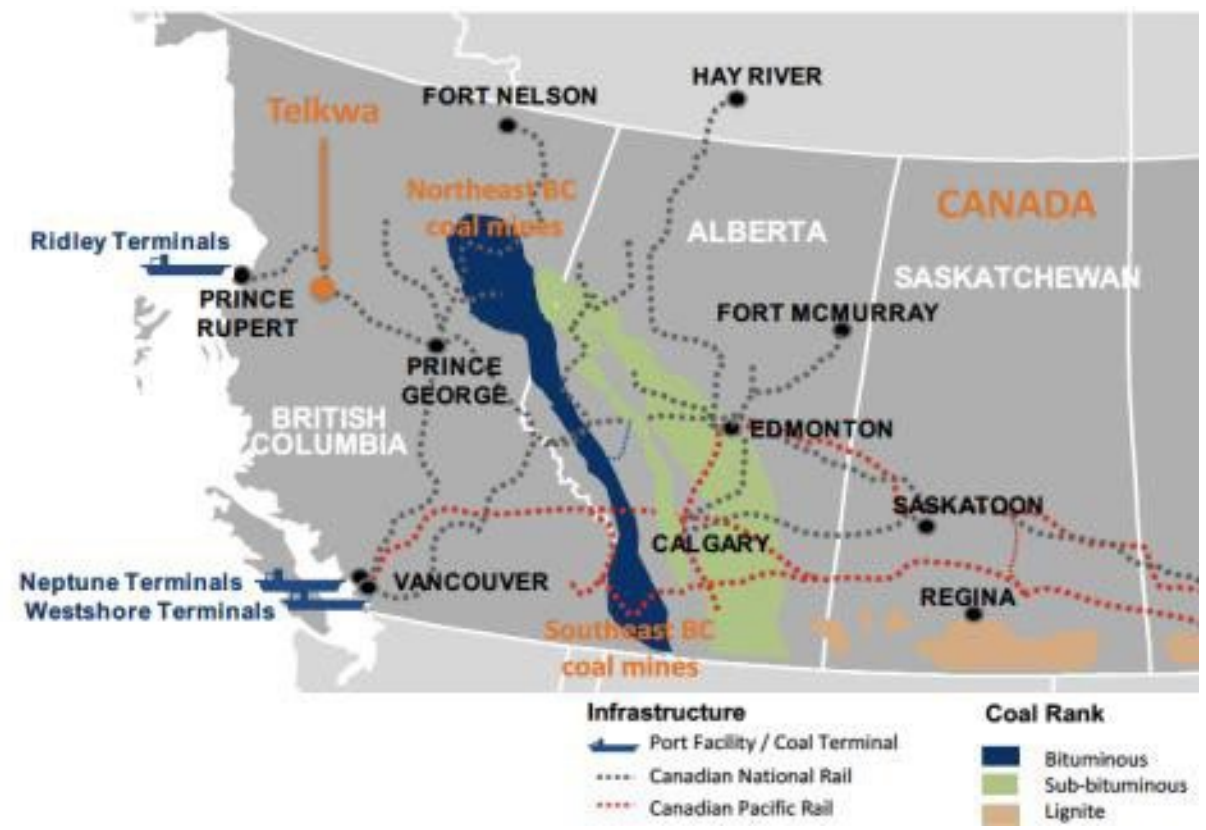 HAY RIVER
FORT NELSON
Telkwa
Northeast BC
coal mines
CANADA
ALBERTA
SASKATCHEWAN
Ridley Terminals
PRINCE
RUPERT
FORT MCMURRAY
PRINCE
GEORGE
BRITISH
COLUMBIA
EDMONTON
SASKATOON
CALGARY
Neptune Terminals
VANCOUVER
Westshore Terminals
REGINA
Southeast BC
coal mines
Infrastructure
Port Facility / Coal Terminal
Canadian National Rail
Canadian Pacific Rail
Coal Rank
Bituminous
Sub-bituminous
Lignite